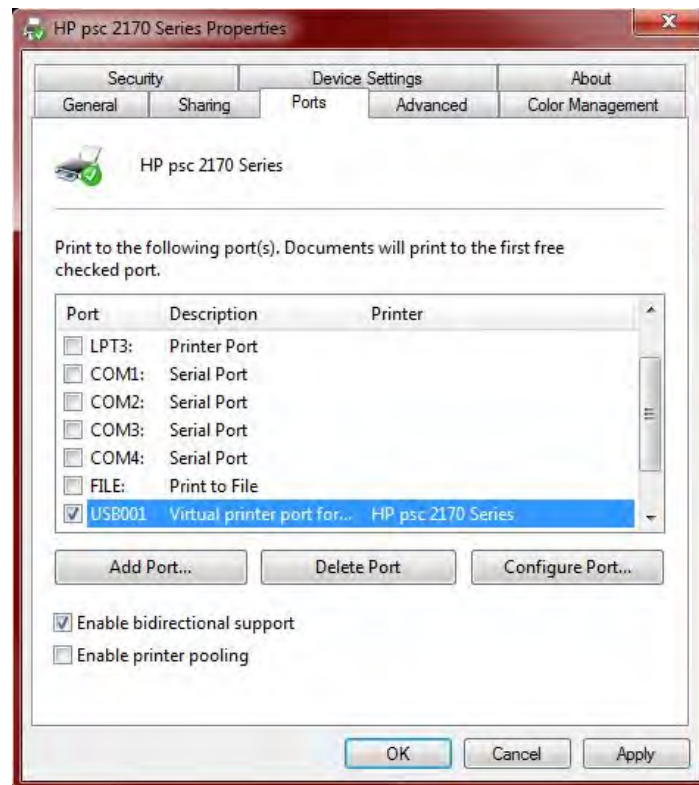 HP psc 2170 Series Properties
Security Device Settings About
General Sharing Ports Advanced Color Management
HP psc 2170 Series
Print to the following port(s). Documents will print to the first free
checked port.
Port Description Printer
LPT3: Printer Port
COM1: Serial Port
COM2: Serial Port
COM3: Serial Port
COM4: Serial Port
FILE: Print to File
USB001 Virtual printer port for... HP psc 2170 Series
Add Port... Delete Port Configure Port...
Enable bidirectional support
Enable printer pooling
OK Cancel Apply